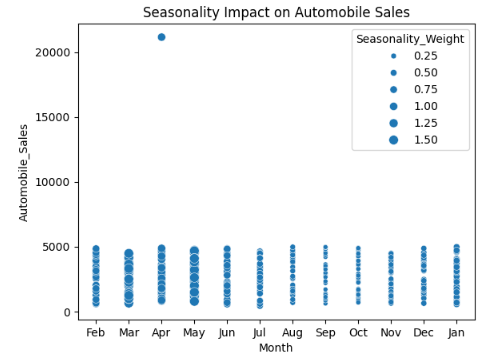 Seasonality Impact on Automobile Sales
Seasonality_Weight
0.25
0.50
0.75
1.00
1.25
1.50
Automobile_Sales
20000
15000
10000
5000
0
Feb Mar Apr May Jun Jul Aug Sep Oct Nov Dec Jan
Month